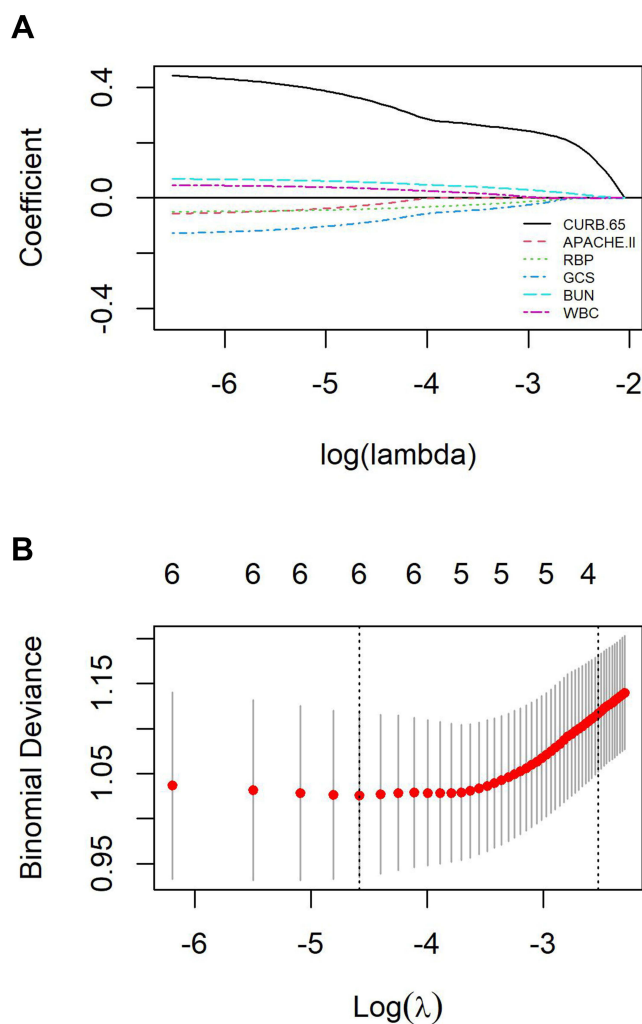 A
Coefficient
0.4
0.0
-0.4
CURB.65
APACHE.II
RBP
GCS
BUN
WBC
-6 -5 -4 -3 -2
log(lambda)
B
6 6 6 6 6 5 5 5 4
Binomial Deviance
1.15
1.05
0.95
-6 -5 -4 -3
Log(λ)